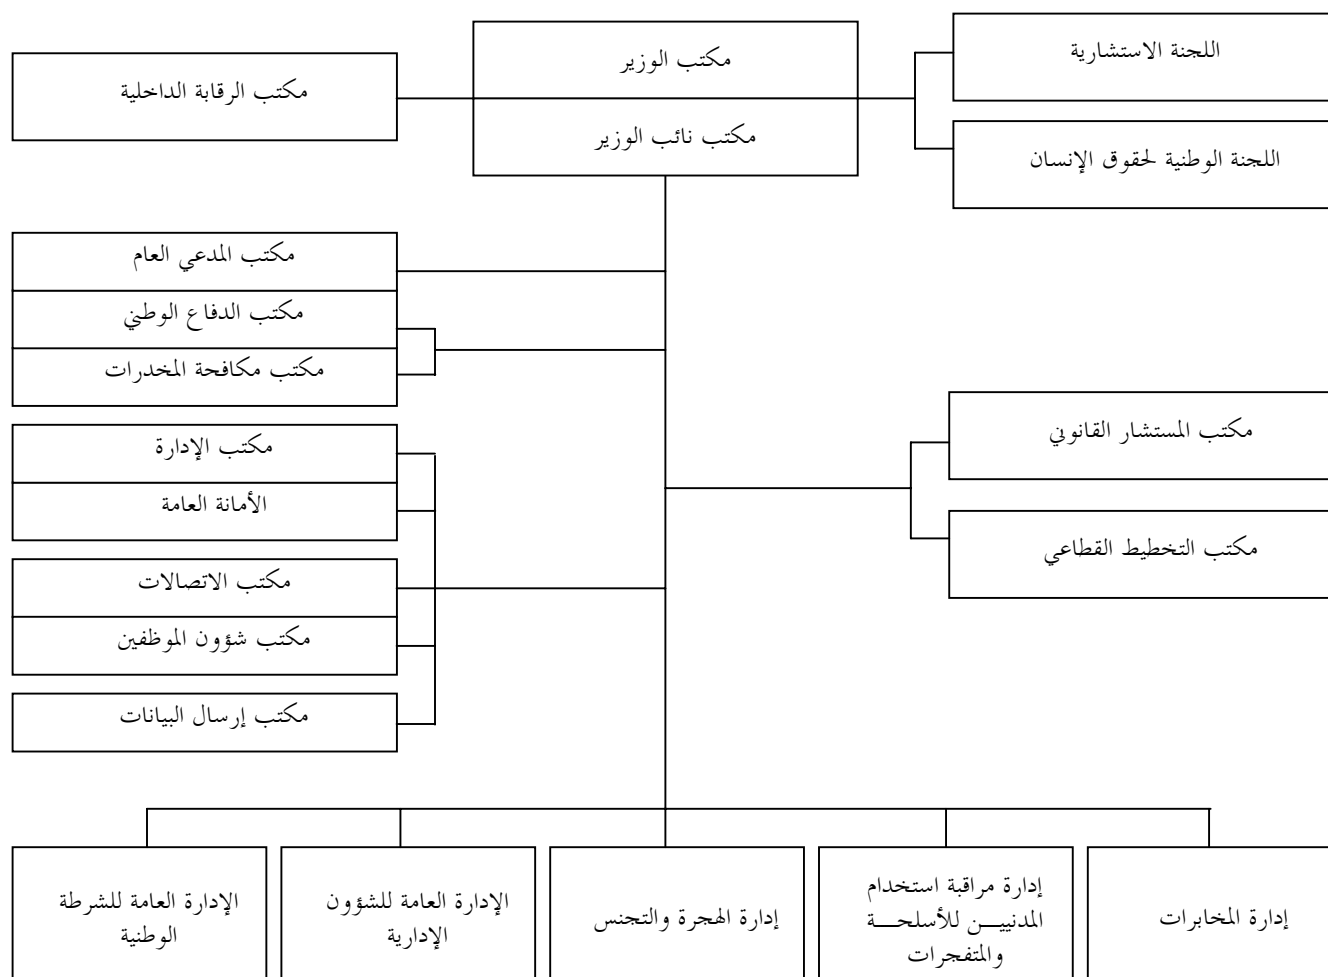 مكتب الوزير
اللجنة الاستشارية
مكتب الرقابة الداخلية
مكتب نائب الوزير
اللجنة الوطنية لحقوق الإنسان
مكتب المدعي العام
مكتب الدفاع الوطني
مكتب مكافحة المخدرات
مكتب المستشار القانوني
مكتب الإدارة
الأمانة العامة
مكتب التخطيط القطاعي
مكتب الاتصالات
مكتب شؤون الموظفين
مكتب إرسال البيانات
إدارة المخابرات
إدارة مراقبة استخدام
المدنييـــن للأسلحـــة
والمتفجرات
إدارة الهجرة والتجنس
الإدارة العامة للشؤون
الإدارية
الإدارة العامة للشرطة
الوطنية